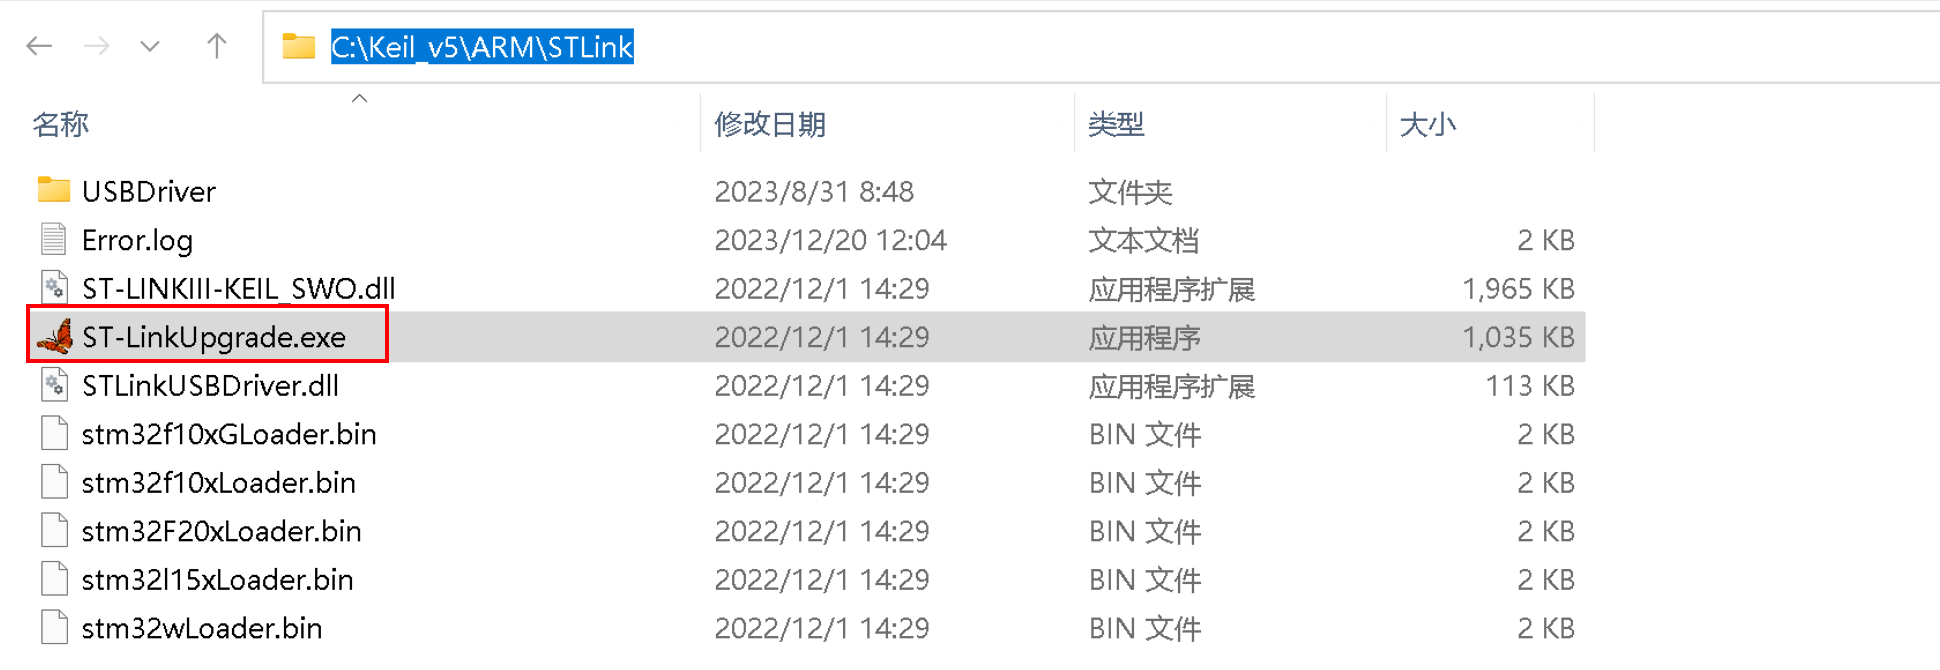 C:\Keil_v5\ARM\STLink
名称 修改日期 类型 大小
USBDriver 2023/8/31 8:48 文件夹
Error.log 2023/12/20 12:04 文本文档 2 KB
ST-LINKIII-KEIL_SWO.dll 2022/12/1 14:29 应用程序扩展 1,965 KB
ST-LinkUpgrade.exe 2022/12/1 14:29 应用程序 1,035 KB
STLinkUSBDriver.dll 2022/12/1 14:29 应用程序扩展 113 KB
stm32f10xGLoader.bin 2022/12/1 14:29 BIN 文件 2 KB
stm32f10xLoader.bin 2022/12/1 14:29 BIN 文件 2 KB
stm32F20xLoader.bin 2022/12/1 14:29 BIN 文件 2 KB
stm32l15xLoader.bin 2022/12/1 14:29 BIN 文件 2 KB
stm32wLoader.bin 2022/12/1 14:29 BIN 文件 2 KB